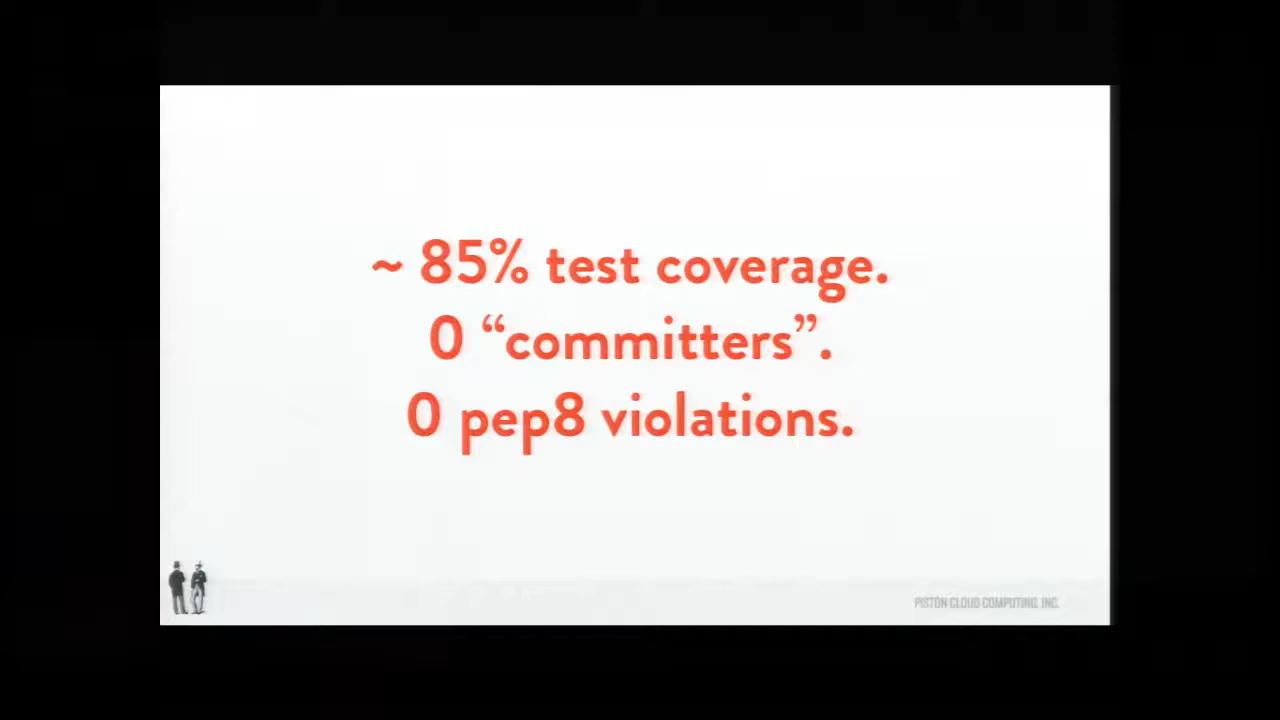 ~ 85% test coverage.
0 “committers”.
0 pep8 violations.
PISTON CLOUD COMPUTING, INC.